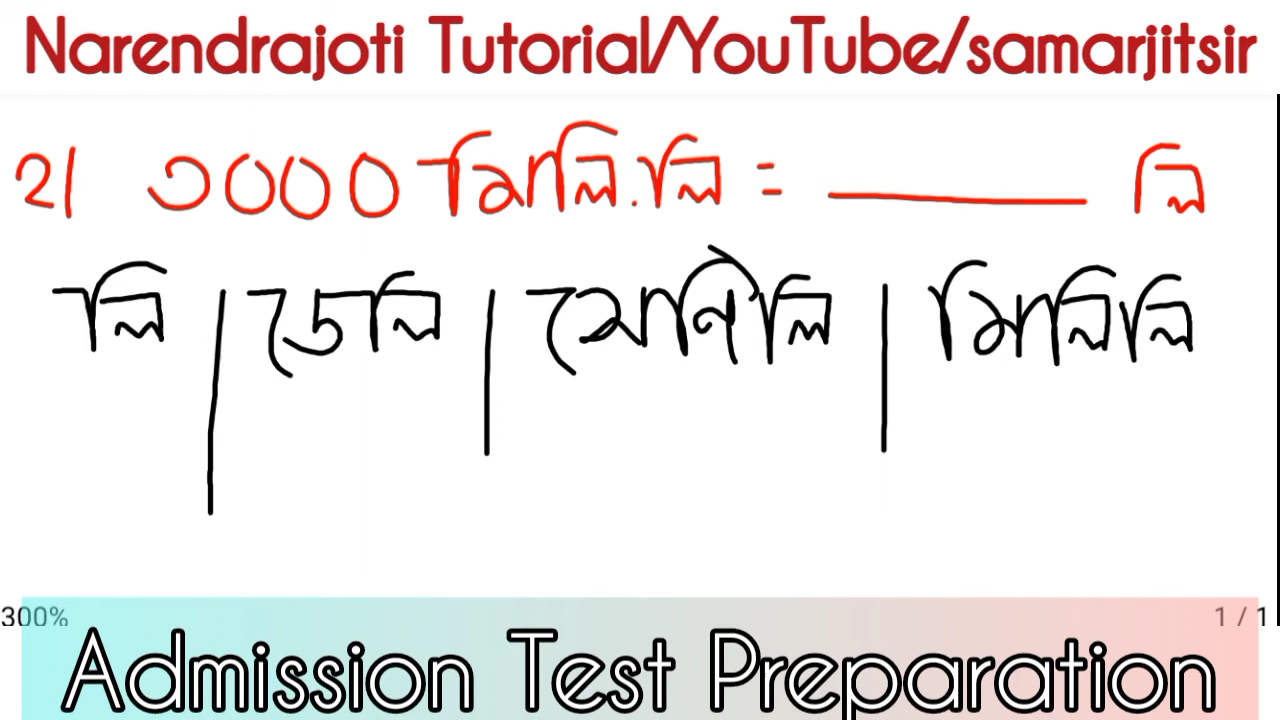 Narendrajoti Tutorial/YouTube/samarjitsir
২। ৩০০০ মিলি.লি = ______ লি
লি | ডেলি | সেন্টিলি | মিলিলি
300% 1 / 1
Admission Test Preparation